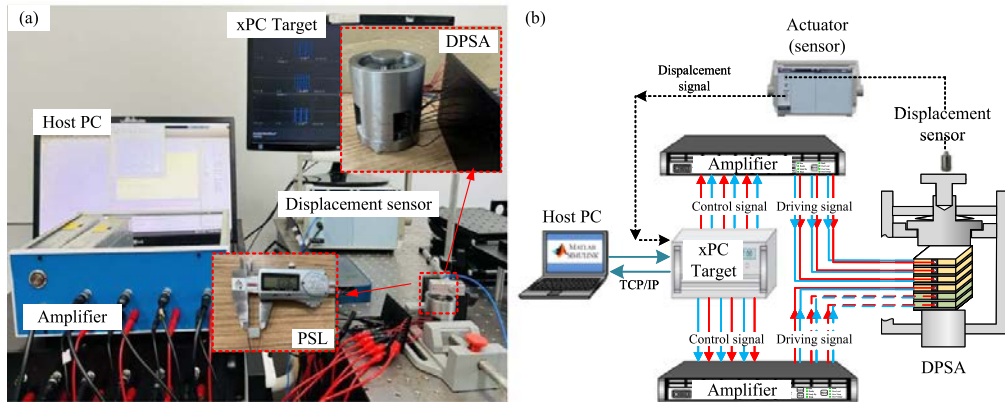 (a)
xPC Target
DPSA
Host PC
Displacement sensor
Amplifier
PSL
(b)
Actuator
(sensor)
Dispalcement
signal
Displacement
sensor
Amplifier
Control signal
Driving signal
Host PC
MATLAB
SIMULINK
xPC
Target
TCP/IP
Control signal
Driving signal
Amplifier
DPSA